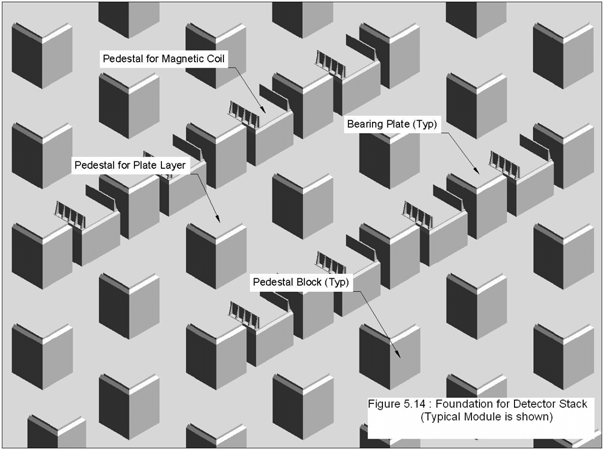 Pedestal for Magnetic Coil
Bearing Plate (Typ)
Pedestal for Plate Layer
Pedestal Block (Typ)
Figure 5.14 : Foundation for Detector Stack
(Typical Module is shown)